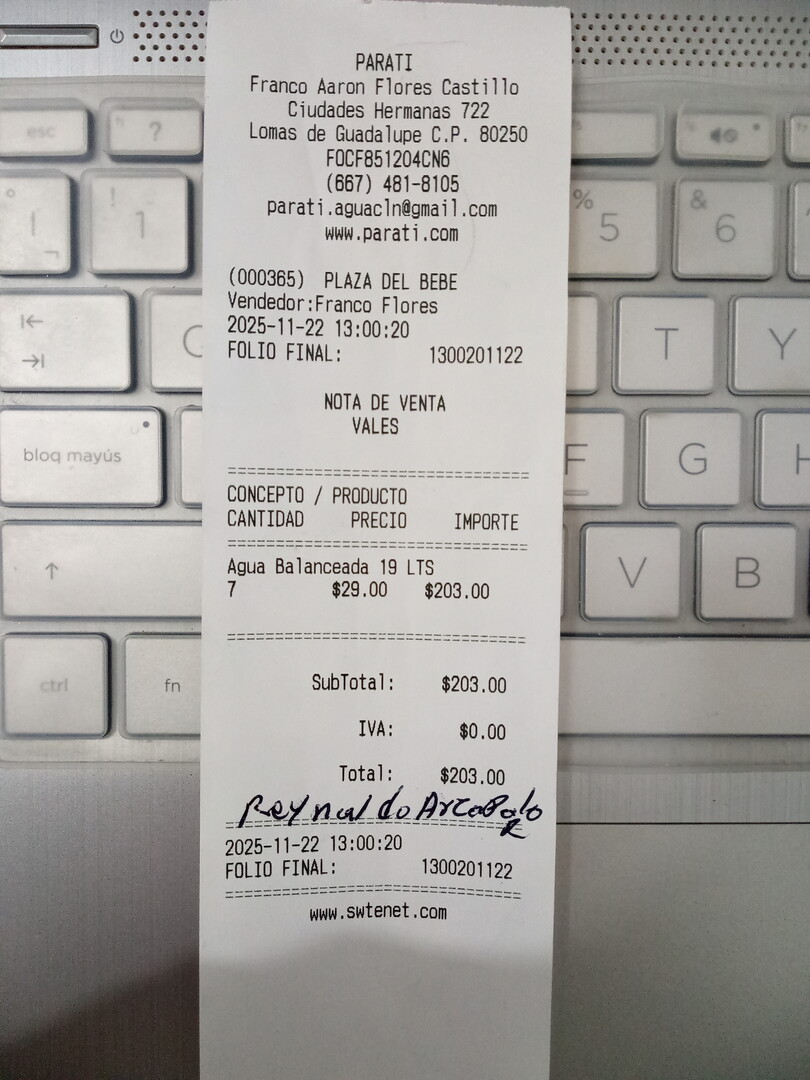 PARATI
Franco Aaron Flores Castillo
Ciudades Hermanas 722
Lomas de Guadalupe C.P. 80250
FOCF851204CN6
(667) 481-8105
parati.aguacln@gmail.com
www.parati.com
(000365) PLAZA DEL BEBE
Vendedor:Franco Flores
2025-11-22 13:00:20
FOLIO FINAL: 1300201122
NOTA DE VENTA
VALES
CONCEPTO / PRODUCTO
CANTIDAD PRECIO IMPORTE
Agua Balanceada 19 LTS
7 $29.00 $203.00
SubTotal: $203.00
IVA: $0.00
Total: $203.00
Reynaldo
2025-11-22 13:00:20
FOLIO FINAL: 1300201122
www.swtenet.com
esc
?
! 1
% 5
& 6
T
Y
bloq mayús
F
G
H
V
B
ctrl
fn